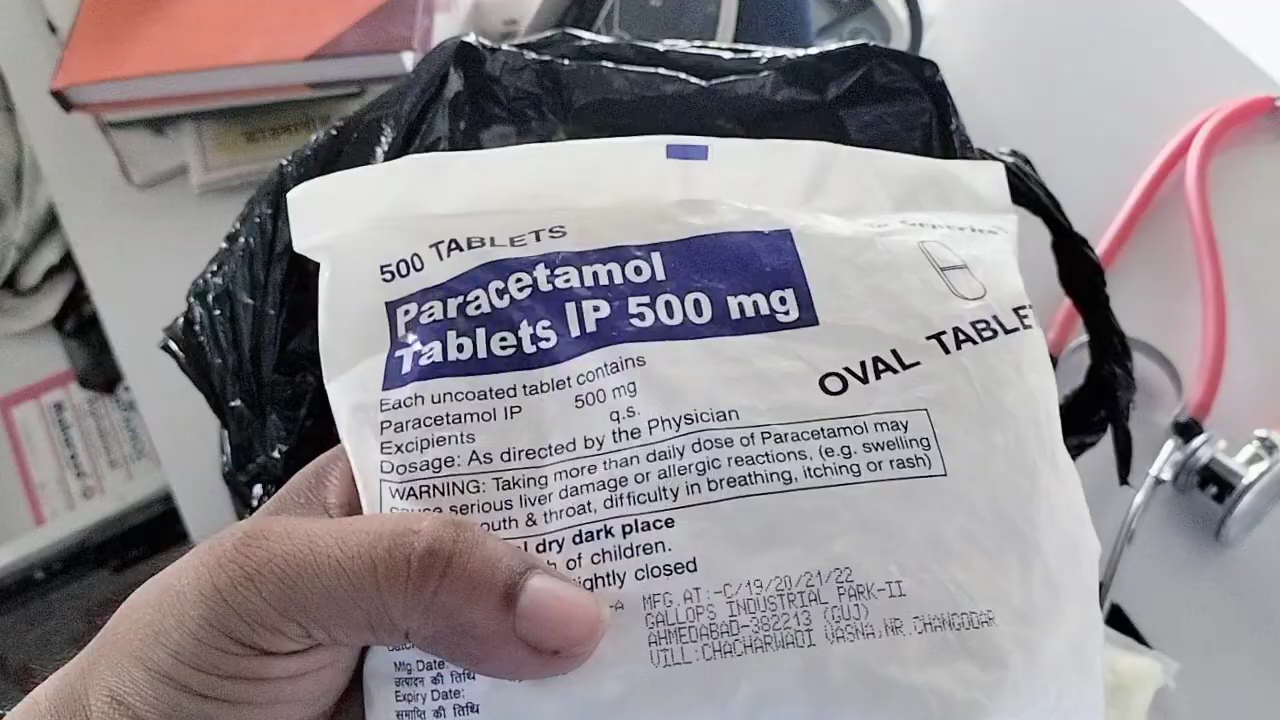 500 TABLETS
Paracetamol
Tablets IP 500 mg
OVAL TABLE
Each uncoated tablet contains
Paracetamol IP 500 mg
Excipients q.s.
Dosage: As directed by the Physician
WARNING: Taking more than daily dose of Paracetamol may
cause serious liver damage or allergic reactions, (e.g. swelling
outh & throat, difficulty in breathing, itching or rash)
dry dark place
of children.
ightly closed
-A MFG.AT:-C/19/20/21/22
GALLOPS INDUSTRIAL PARK-II
AHMEDABAD-382213 (GUJ)
VILL:CHACHARWADI VASNA,NR.CHANGODAR
Mfg.Date:
उत्पादन की तिथि
Expiry Date:
समाप्ति की तिथि